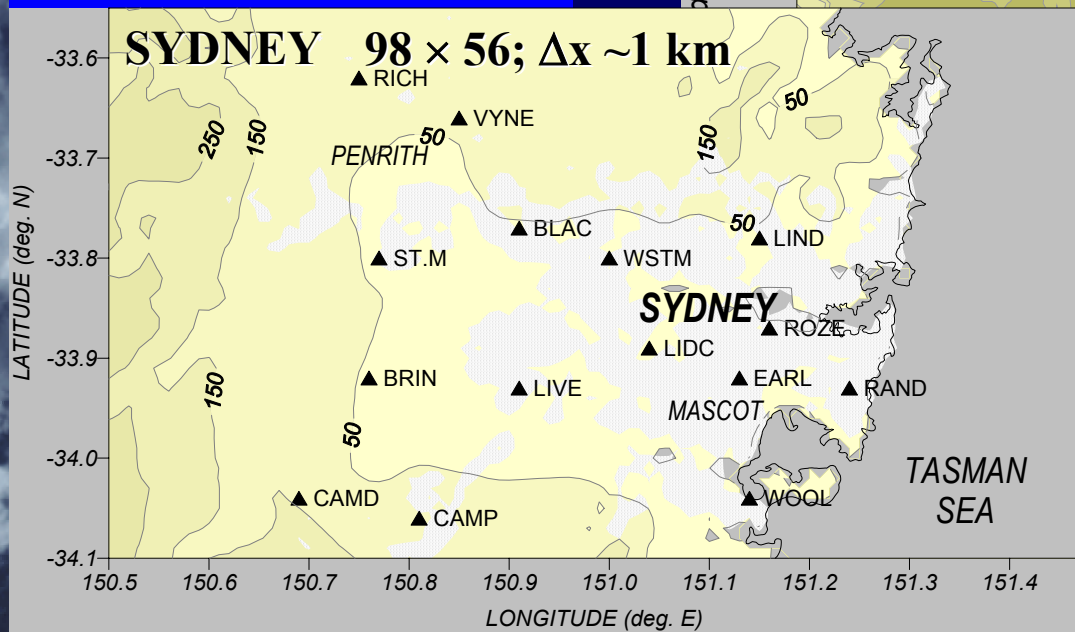 SYDNEY 98 × 56; Δx ~1 km
-33.6
RICH
VYNE
250
150
50
150
50
PENRITH
-33.7
BLAC
50
LIND
-33.8
ST.M
WSTM
SYDNEY
ROZE
LIDC
-33.9
150
BRIN
LIVE
EARL
RAND
MASCOT
50
-34.0
TASMAN
SEA
CAMD
CAMP
WOOL
-34.1
150.5 150.6 150.7 150.8 150.9 151.0 151.1 151.2 151.3 151.4
LONGITUDE (deg. E)
LATITUDE (deg. N)